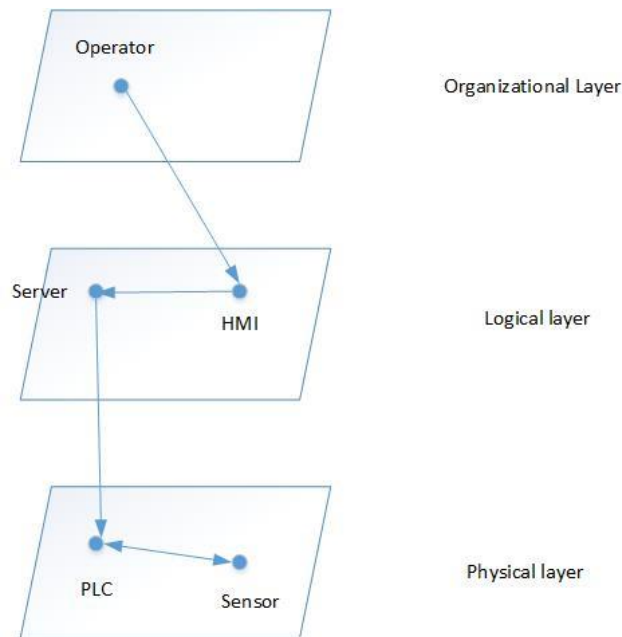 Operator
Organizational Layer
Server
HMI
Logical layer
PLC
Sensor
Physical layer